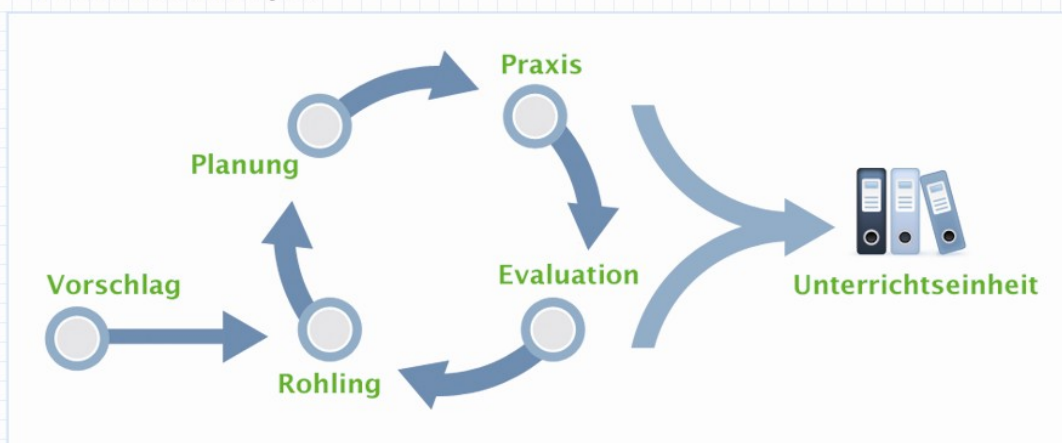 Praxis
Planung
Evaluation
Vorschlag
Unterrichtseinheit
Rohling